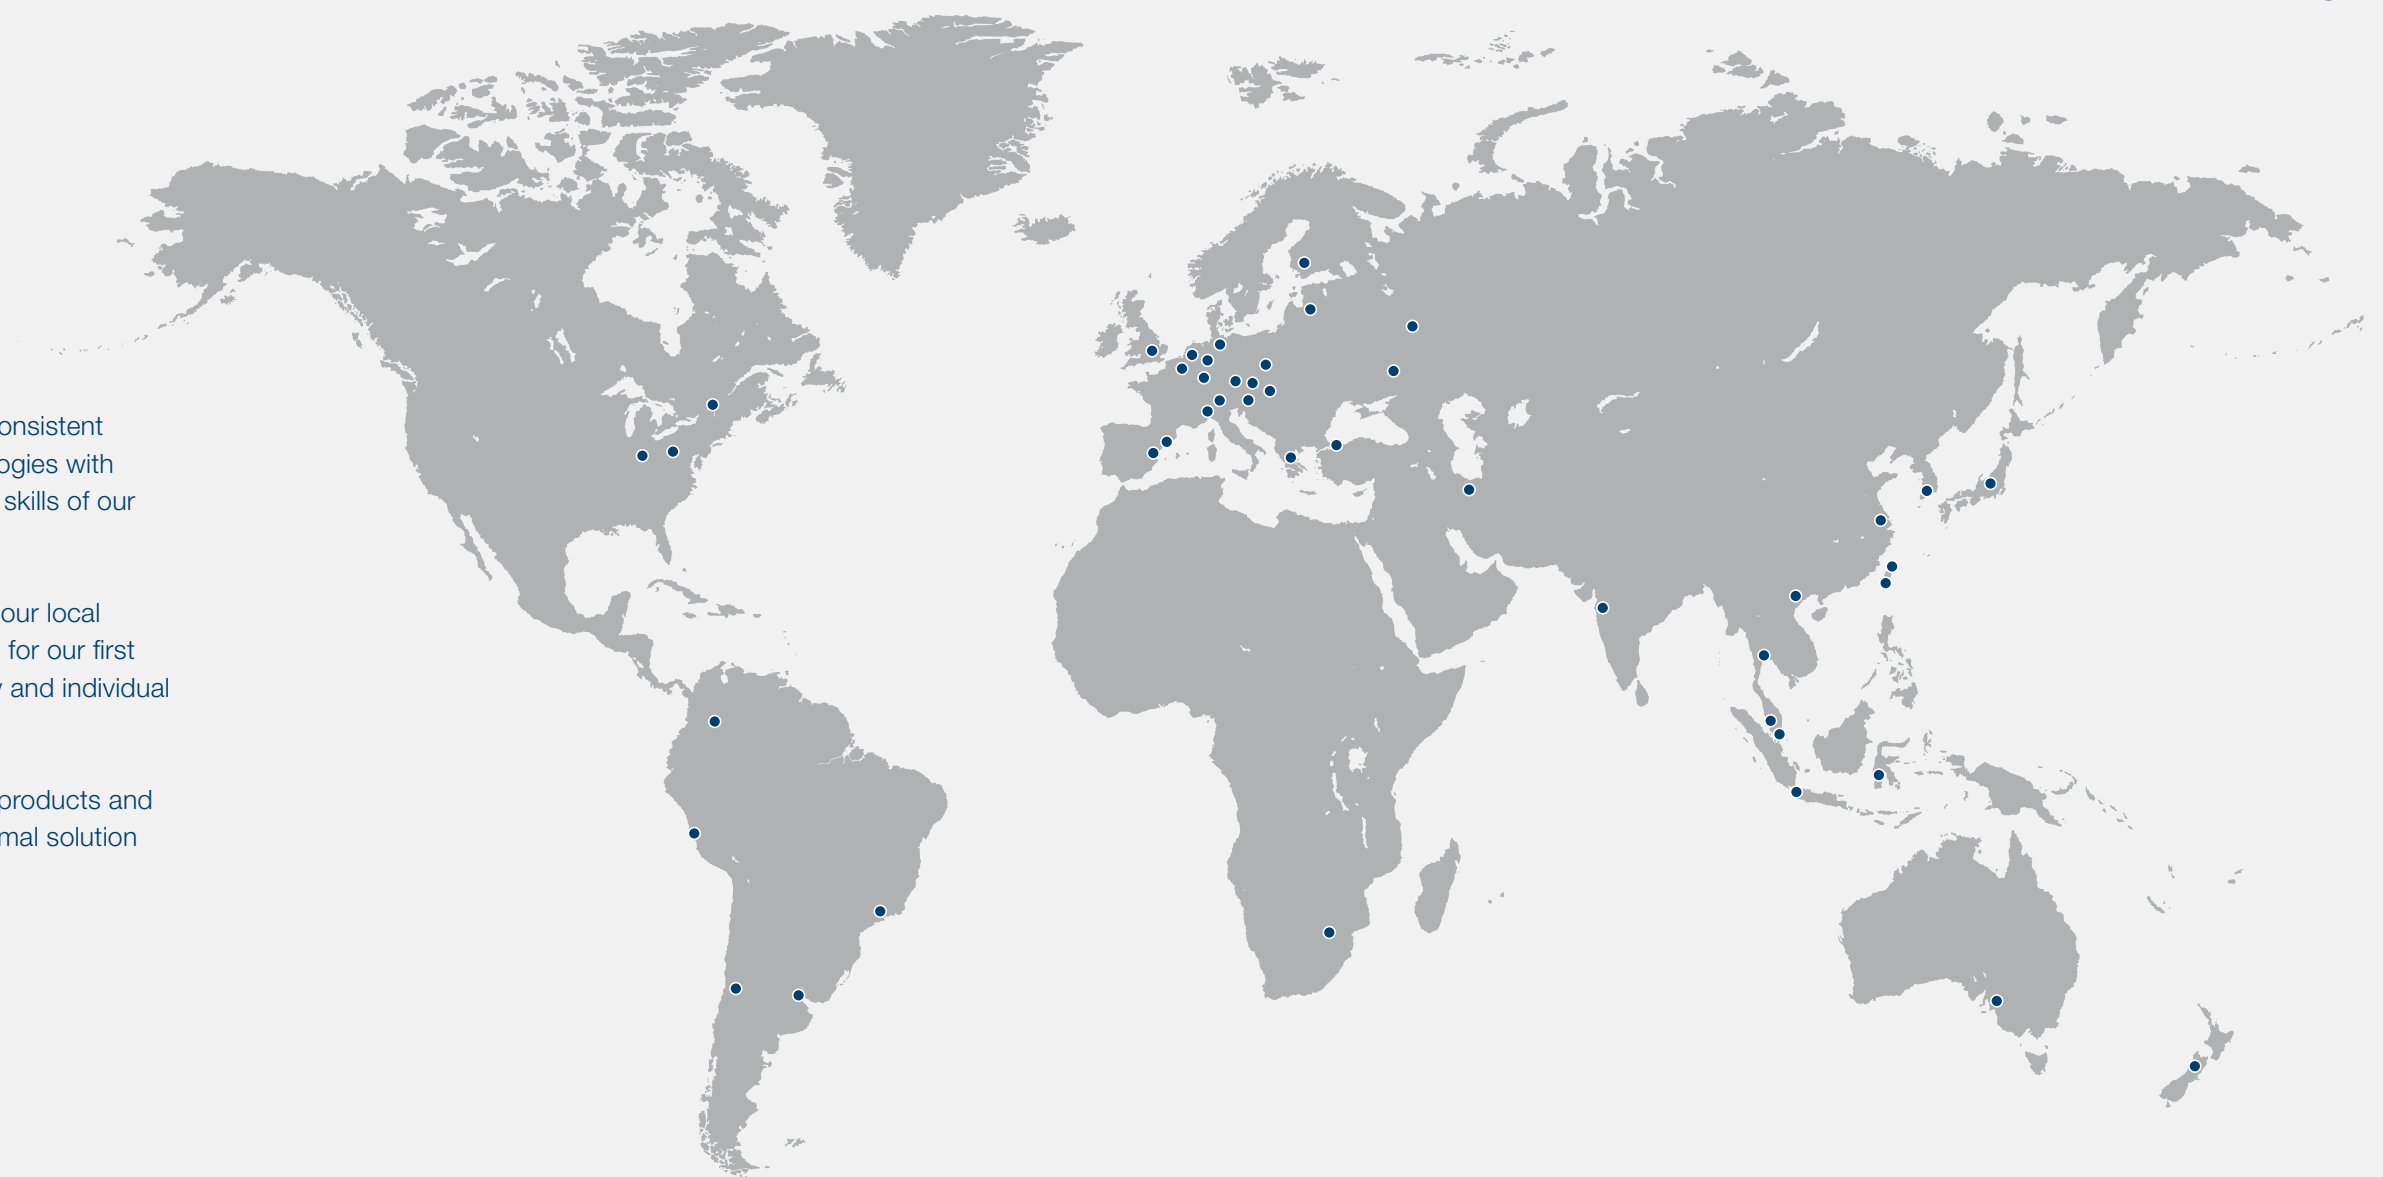 onsistent
ogies with
skills of our
our local
for our first
and individual
products and
mal solution